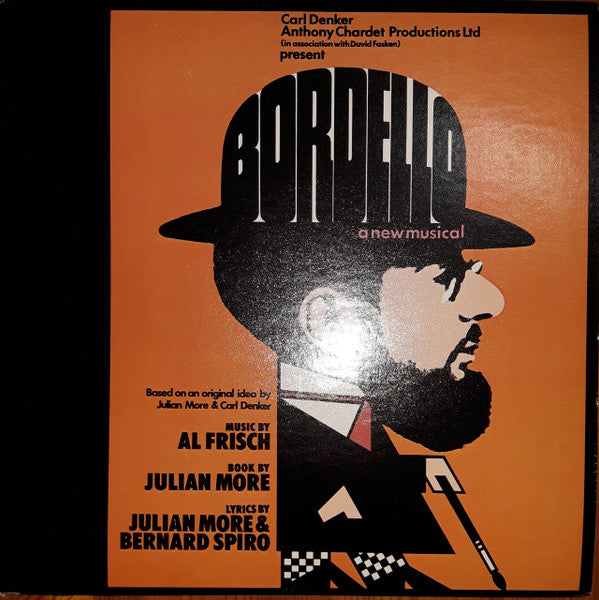 Carl Denker
Anthony Chardet Productions Ltd
(in association with David Fasken)
present
BORDELLO
a new musical
Based on an original idea by
Julian More & Carl Denker
MUSIC BY
AL FRISCH
BOOK BY
JULIAN MORE
LYRICS BY
JULIAN MORE &
BERNARD SPIRO